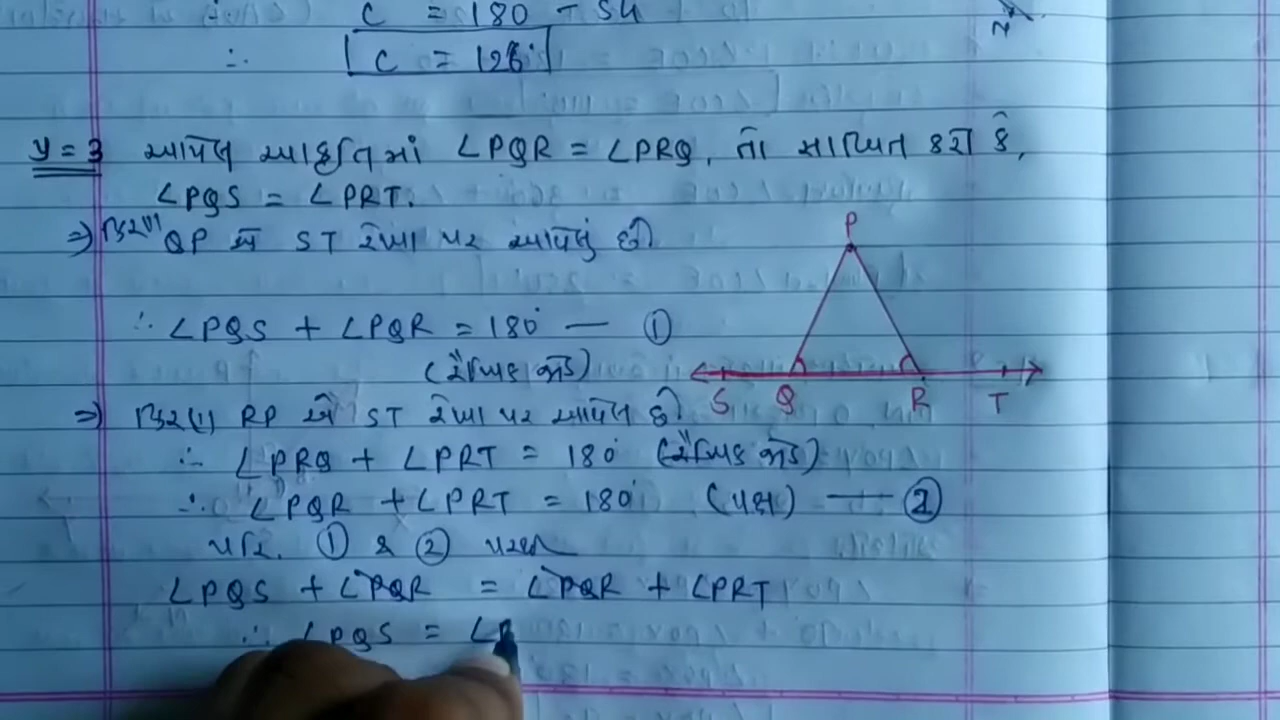 C = 180 - 54
∴ C = 126°
પ્ર = 3 આપેલ આકૃતિમાં ∠PQR = ∠PRQ, તો સાબિત કરો કે,
∠PQS = ∠PRT.
⇒ કિરણ QP એ ST રેખા પર આપેલું છે
∴ ∠PQS + ∠PQR = 180° — ①
(રૈખિક જોડ)
⇒ કિરણ RP એ ST રેખા પર આપેલ છે
∴ ∠PRQ + ∠PRT = 180° (રૈખિક જોડ)
∴ ∠PQR + ∠PRT = 180° (પક્ષ) — ②
પરિ. ① & ② પરથી
∠PQS + ∠PQR = ∠PQR + ∠PRT
∴ ∠PQS = ∠P
P
S Q R T